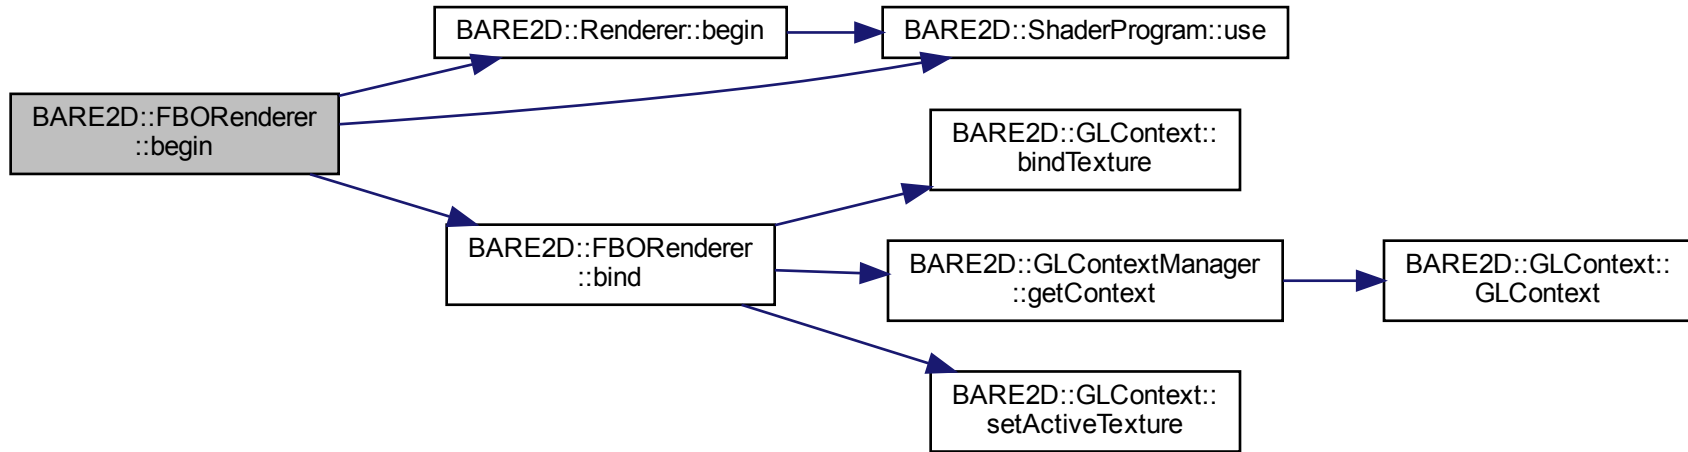 BARE2D::Renderer::begin
BARE2D::ShaderProgram::use
BARE2D::FBORenderer
::begin
BARE2D::GLContext::
bindTexture
BARE2D::FBORenderer
::bind
BARE2D::GLContextManager
::getContext
BARE2D::GLContext::
GLContext
BARE2D::GLContext::
setActiveTexture